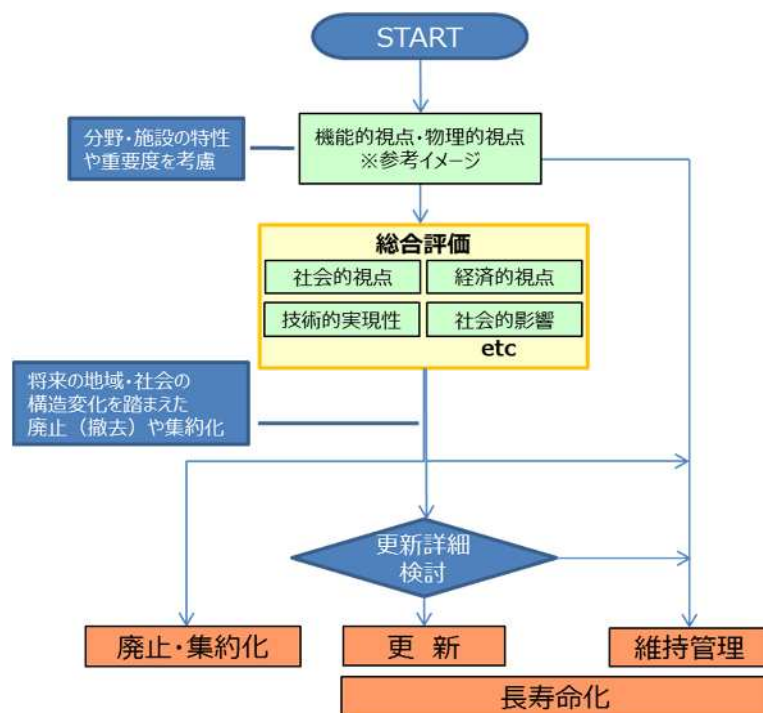 START
分野・施設の特性
や重要度を考慮
機能的視点・物理的視点
※参考イメージ
総合評価
社会的視点
経済的視点
技術的実現性
社会的影響
etc
将来の地域・社会の
構造変化を踏まえた
廃止（撤去）や集約化
更新詳細
検討
廃止・集約化
更 新
維持管理
長寿命化